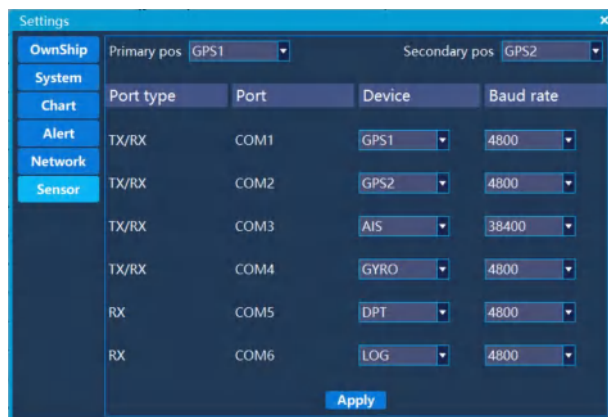 Settings ×
OwnShip
System
Chart
Alert
Network
Sensor
Primary pos GPS1 Secondary pos GPS2
Port type Port Device Baud rate
TX/RX COM1 GPS1 4800
TX/RX COM2 GPS2 4800
TX/RX COM3 AIS 38400
TX/RX COM4 GYRO 4800
RX COM5 DPT 4800
RX COM6 LOG 4800
Apply